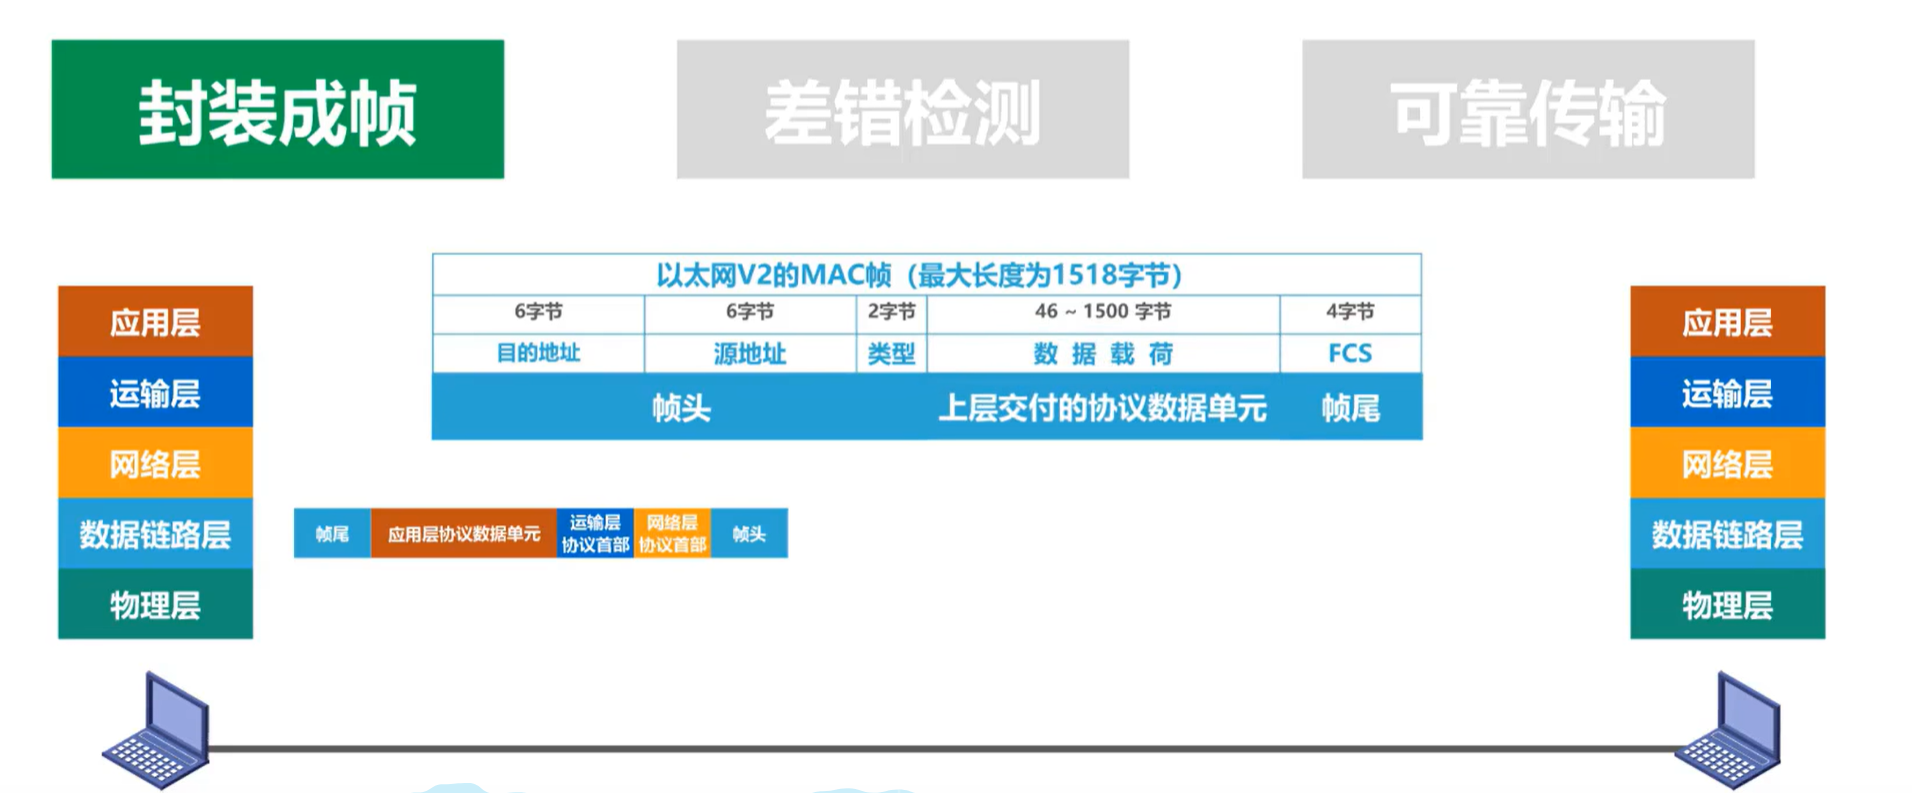 封装成帧
差错检测
可靠传输
以太网V2的MAC帧（最大长度为1518字节）
6字节
6字节
2字节
46 ~ 1500 字节
4字节
目的地址
源地址
类型
数 据 载 荷
FCS
帧头
上层交付的协议数据单元
帧尾
应用层
运输层
网络层
数据链路层
物理层
帧尾
应用层协议数据单元
运输层
协议首部
网络层
协议首部
帧头
应用层
运输层
网络层
数据链路层
物理层